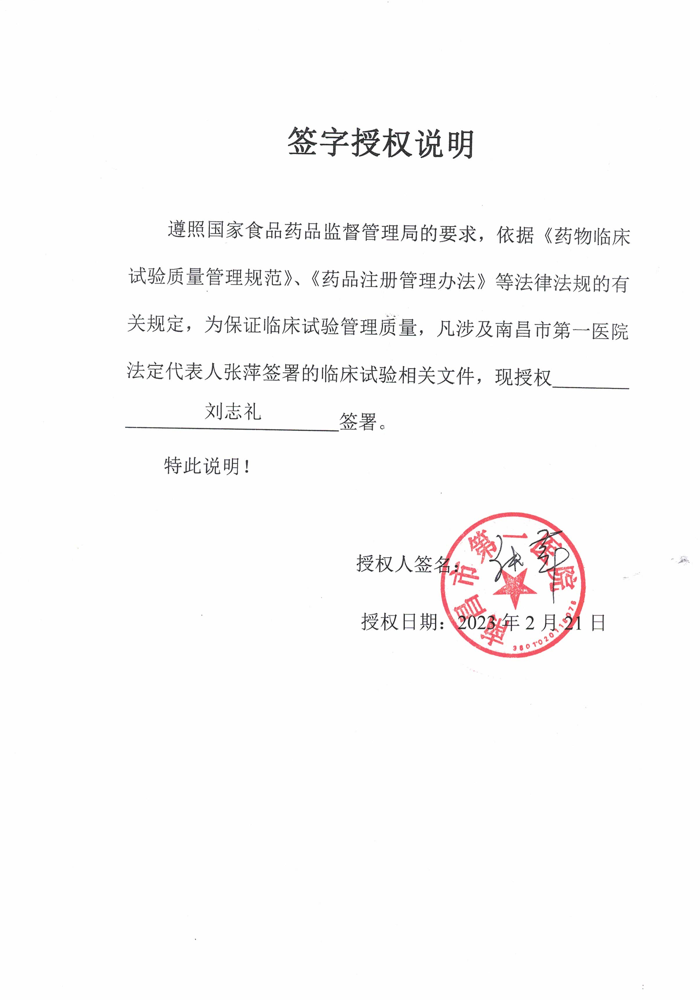 签字授权说明
遵照国家食品药品监督管理局的要求，依据《药物临床
试验质量管理规范》、《药品注册管理办法》等法律法规的有
关规定，为保证临床试验管理质量，凡涉及南昌市第一医院
法定代表人张萍签署的临床试验相关文件，现授权
刘志礼签署。
特此说明！
南昌市第一医院
授权人签名：张萍
授权日期：2023年2月21日